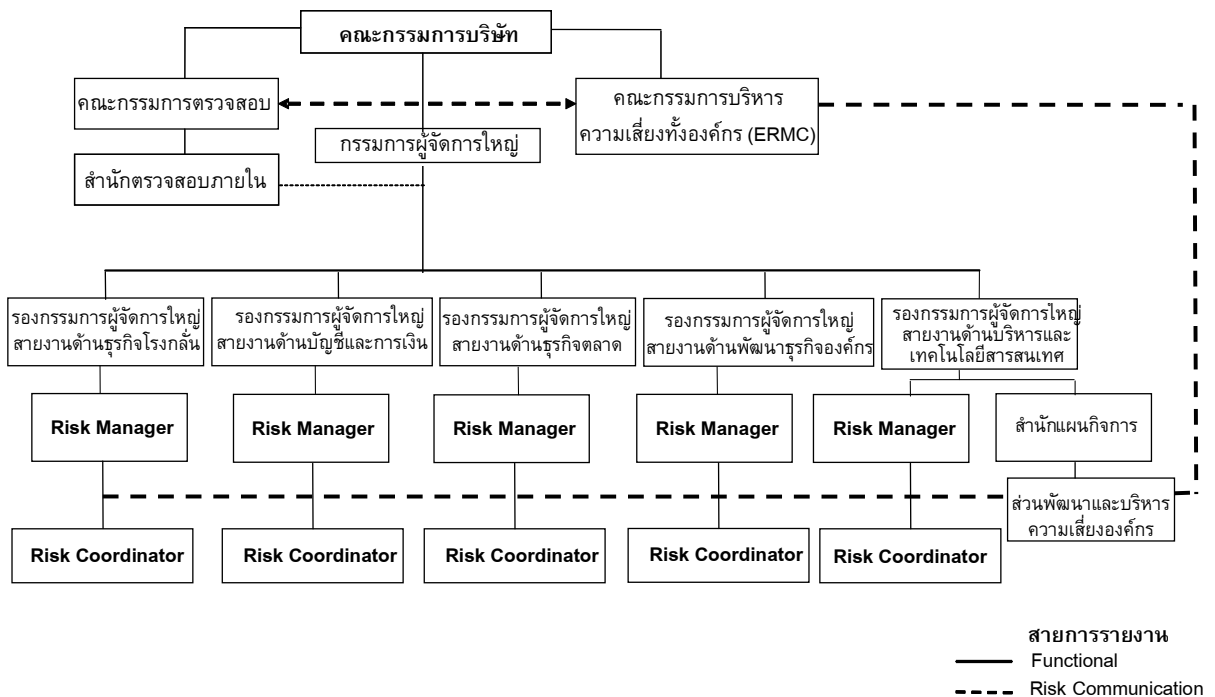 คณะกรรมการบริษัท
คณะกรรมการตรวจสอบ
คณะกรรมการบริหาร
ความเสี่ยงทั้งองค์กร (ERMC)
กรรมการผู้จัดการใหญ่
สำนักตรวจสอบภายใน
รองกรรมการผู้จัดการใหญ่
สายงานด้านธุรกิจโรงกลั่น
รองกรรมการผู้จัดการใหญ่
สายงานด้านบัญชีและการเงิน
รองกรรมการผู้จัดการใหญ่
สายงานด้านธุรกิจตลาด
รองกรรมการผู้จัดการใหญ่
สายงานด้านพัฒนาธุรกิจองค์กร
รองกรรมการผู้จัดการใหญ่
สายงานด้านบริหารและ
เทคโนโลยีสารสนเทศ
Risk Manager
Risk Manager
Risk Manager
Risk Manager
Risk Manager
สำนักแผนกิจการ
ส่วนพัฒนาและบริหาร
ความเสี่ยงองค์กร
Risk Coordinator
Risk Coordinator
Risk Coordinator
Risk Coordinator
Risk Coordinator
สายการรายงาน
Functional
Risk Communication